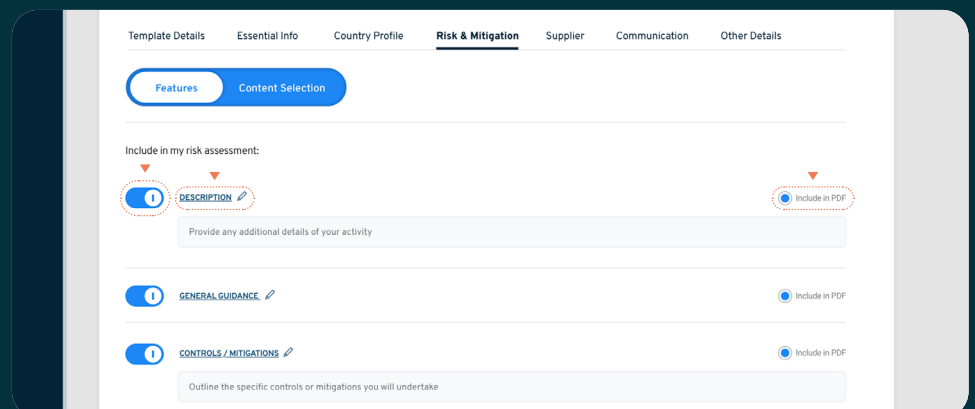 Template Details Essential Info Country Profile Risk & Mitigation Supplier Communication Other Details
Features Content Selection
Include in my risk assessment:
DESCRIPTION Include in PDF
Provide any additional details of your activity
GENERAL GUIDANCE Include in PDF
CONTROLS / MITIGATIONS Include in PDF
Outline the specific controls or mitigations you will undertake